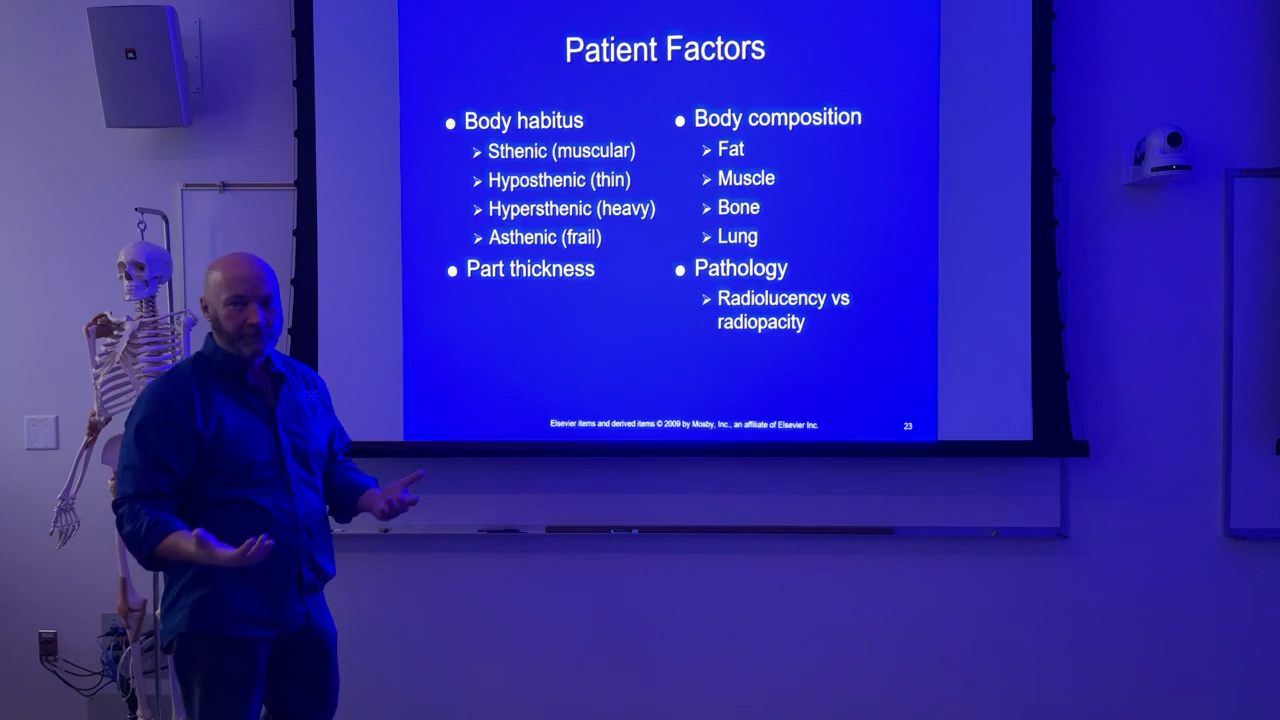 Patient Factors
● Body habitus
➢ Sthenic (muscular)
➢ Hyposthenic (thin)
➢ Hypersthenic (heavy)
➢ Asthenic (frail)
● Part thickness
● Body composition
➢ Fat
➢ Muscle
➢ Bone
➢ Lung
● Pathology
➢ Radiolucency vs
radiopacity
Elsevier items and derived items © 2009 by Mosby, Inc., an affiliate of Elsevier Inc.
23